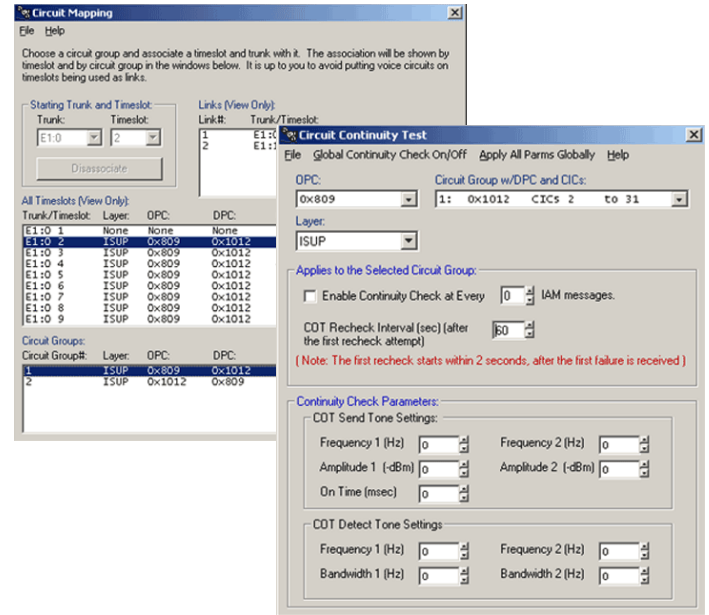 Circuit Mapping
File Help
Choose a circuit group and associate a timeslot and trunk with it. The association will be shown by
timeslot and by circuit group in the windows below. It is up to you to avoid putting voice circuits on
timeslots being used as links.
Starting Trunk and Timeslot:
Trunk: Timeslot:
E1:0 2
Disassociate
Links (View Only):
Link#: Trunk/Timeslot:
1 E1:
2 E1:
All Timeslots (View Only):
Trunk/Timeslot: Layer: OPC: DPC:
E1:0 1 None None None
E1:0 2 ISUP 0x809 0x1012
E1:0 3 ISUP 0x809 0x1012
E1:0 4 ISUP 0x809 0x1012
E1:0 5 ISUP 0x809 0x1012
E1:0 6 ISUP 0x809 0x1012
E1:0 7 ISUP 0x809 0x1012
E1:0 8 ISUP 0x809 0x1012
E1:0 9 ISUP 0x809 0x1012
Circuit Groups:
Circuit Group#: Layer: OPC: DPC:
1 ISUP 0x809 0x1012
2 ISUP 0x1012 0x809
Circuit Continuity Test
File Global Continuity Check On/Off Apply All Parms Globally Help
OPC: Circuit Group w/DPC and CICs:
0x809 1: 0x1012 CICs 2 to 31
Layer:
ISUP
Applies to the Selected Circuit Group:
Enable Continuity Check at Every 0 IAM messages.
COT Recheck Interval (sec) (after
the first recheck attempt) 60
( Note: The first recheck starts within 2 seconds, after the first failure is received )
Continuity Check Parameters:
COT Send Tone Settings:
Frequency 1 (Hz) 0 Frequency 2 (Hz) 0
Amplitude 1 (-dBm) 0 Amplitude 2 (-dBm) 0
On Time (msec) 0
COT Detect Tone Settings
Frequency 1 (Hz) 0 Frequency 2 (Hz) 0
Bandwidth 1 (Hz) 0 Bandwidth 2 (Hz) 0